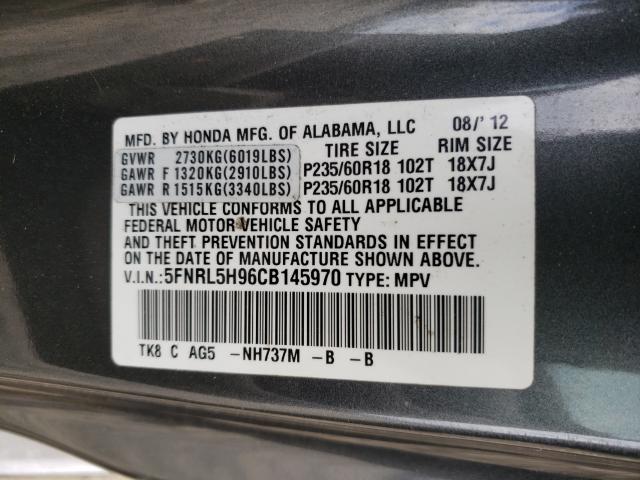 MFD. BY HONDA MFG. OF ALABAMA, LLC 08/'12
TIRE SIZE RIM SIZE
GVWR 2730KG(6019LBS)
GAWR F 1320KG(2910LBS) P235/60R18 102T 18X7J
GAWR R 1515KG(3340LBS) P235/60R18 102T 18X7J
THIS VEHICLE CONFORMS TO ALL APPLICABLE
FEDERAL MOTOR VEHICLE SAFETY
AND THEFT PREVENTION STANDARDS IN EFFECT
ON THE DATE OF MANUFACTURE SHOWN ABOVE.
V.I.N.: 5FNRL5H96CB145970 TYPE: MPV
TK8 C AG5 -NH737M -B -B